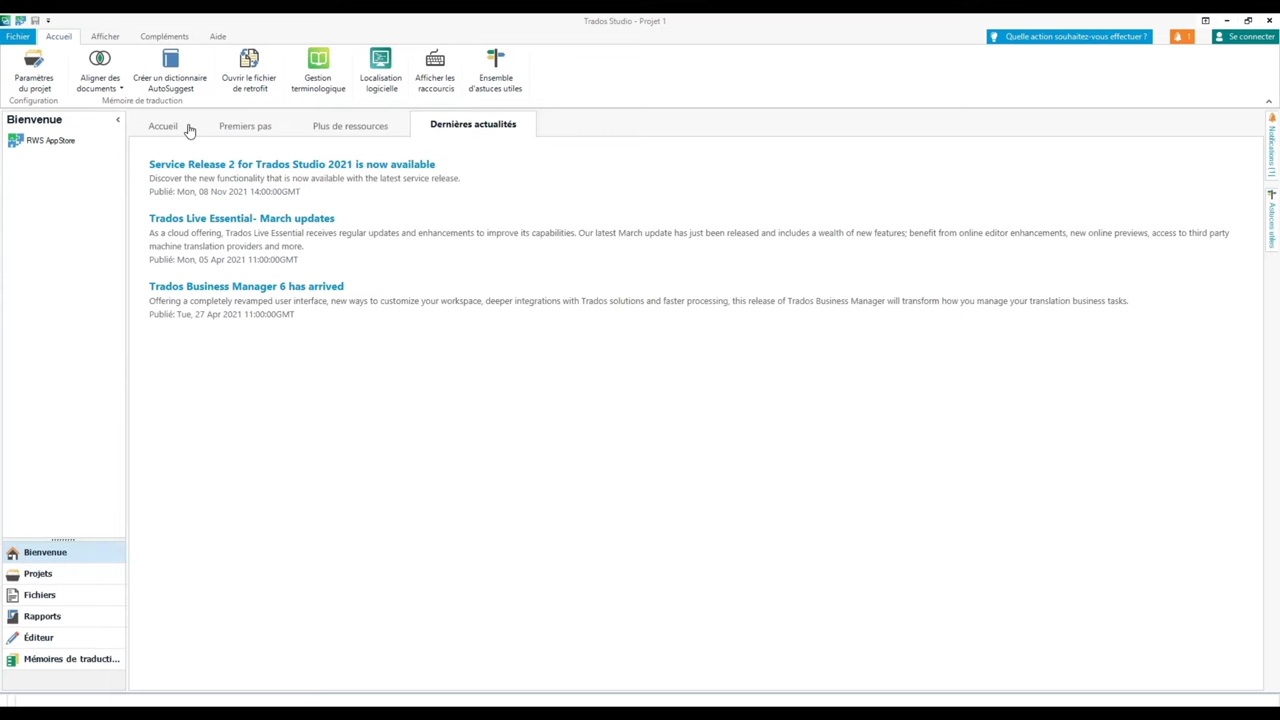 Trados Studio - Projet 1
Fichier Accueil Afficher Compléments Aide
Quelle action souhaitez-vous effectuer ? 1 Se connecter
Paramètres du projet
Aligner des documents
Créer un dictionnaire AutoSuggest
Ouvrir le fichier de retrofit
Gestion terminologique
Localisation logicielle
Afficher les raccourcis
Ensemble d'astuces utiles
Configuration Mémoire de traduction
Bienvenue
RWS AppStore
Accueil Premiers pas Plus de ressources Dernières actualités
Service Release 2 for Trados Studio 2021 is now available
Discover the new functionality that is now available with the latest service release.
Publié: Mon, 08 Nov 2021 14:00:00GMT
Trados Live Essential- March updates
As a cloud offering, Trados Live Essential receives regular updates and enhancements to improve its capabilities. Our latest March update has just been released and includes a wealth of new features; benefit from online editor enhancements, new online previews, access to third party
machine translation providers and more.
Publié: Mon, 05 Apr 2021 11:00:00GMT
Trados Business Manager 6 has arrived
Offering a completely revamped user interface, new ways to customize your workspace, deeper integrations with Trados solutions and faster processing, this release of Trados Business Manager will transform how you manage your translation business tasks.
Publié: Tue, 27 Apr 2021 11:00:00GMT
Notifications (1)
Astuces utiles
Bienvenue
Projets
Fichiers
Rapports
Éditeur
Mémoires de traducti...